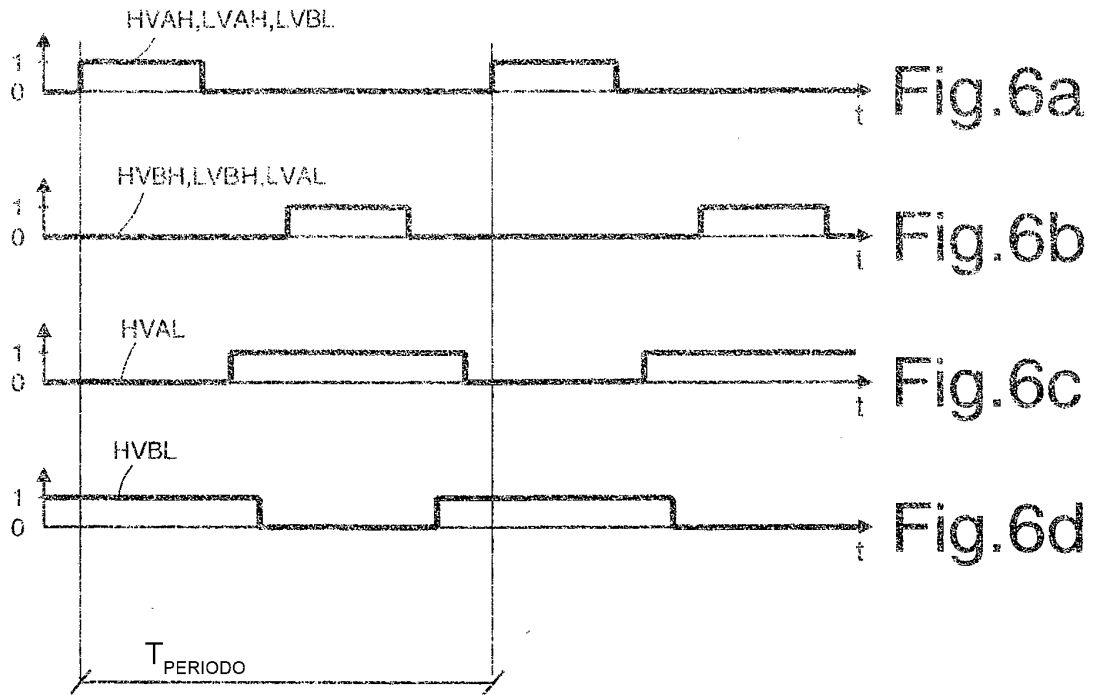 HVAH,LVAH,LVBL
1
0
t
Fig.6a
HVBH,LVBH,LVAL
1
0
t
Fig.6b
HVAL
1
0
t
Fig.6c
HVBL
1
0
t
Fig.6d
TPERIODO